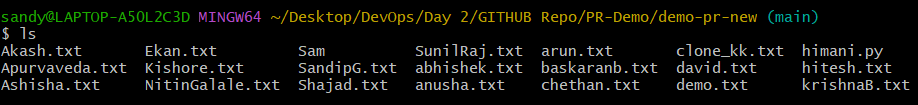 sandy@LAPTOP-A50L2C3D MINGW64 ~/Desktop/DevOps/Day 2/GITHUB Repo/PR-Demo/demo-pr-new (main)
$ ls
Akash.txt Ekan.txt Sam SunilRaj.txt arun.txt clone_kk.txt himani.py
Apurvaveda.txt Kishore.txt SandipG.txt abhishek.txt baskaranb.txt david.txt hitesh.txt
Ashisha.txt NitinGalale.txt Shajad.txt anusha.txt chethan.txt demo.txt krishnaB.txt